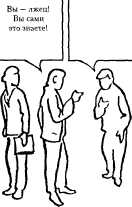 Вы — лжец!
Вы сами
это знаете!